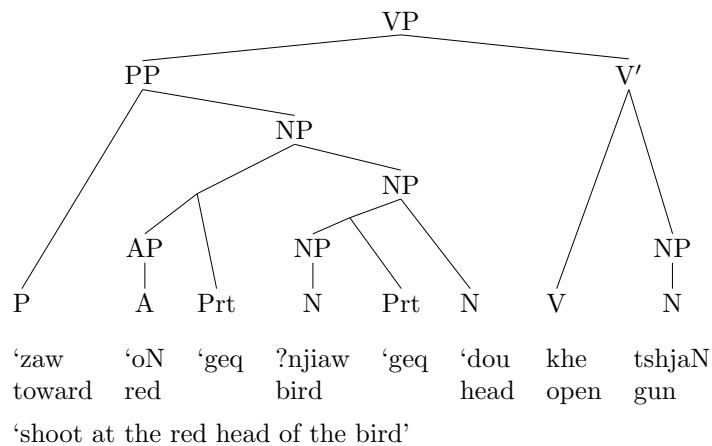 VP
PP V′
NP
NP
AP NP NP
P A Prt N Prt N V N
‘zaw ‘oN ‘geq ?njiaw ‘geq ‘dou khe tshjaN
toward red bird head open gun
‘shoot at the red head of the bird’